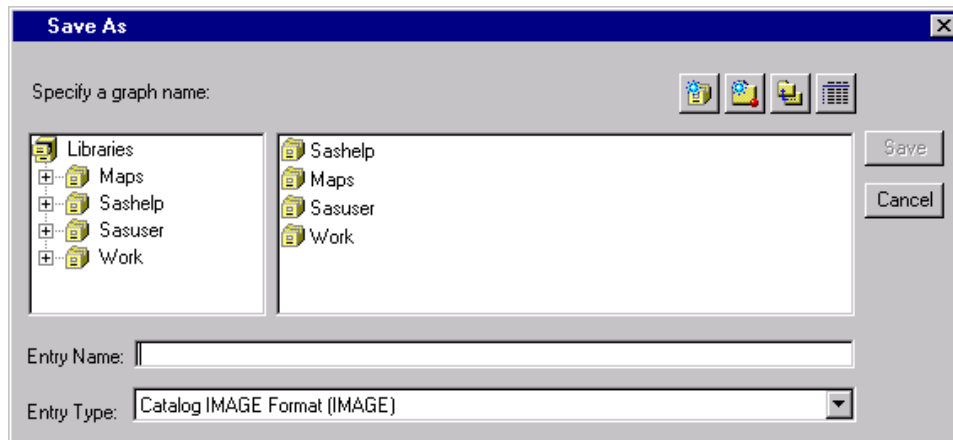 Save As
Specify a graph name:
Libraries
Maps
Sashelp
Sasuser
Work
Sashelp
Maps
Sasuser
Work
Save
Cancel
Entry Name:
Entry Type: Catalog IMAGE Format (IMAGE)